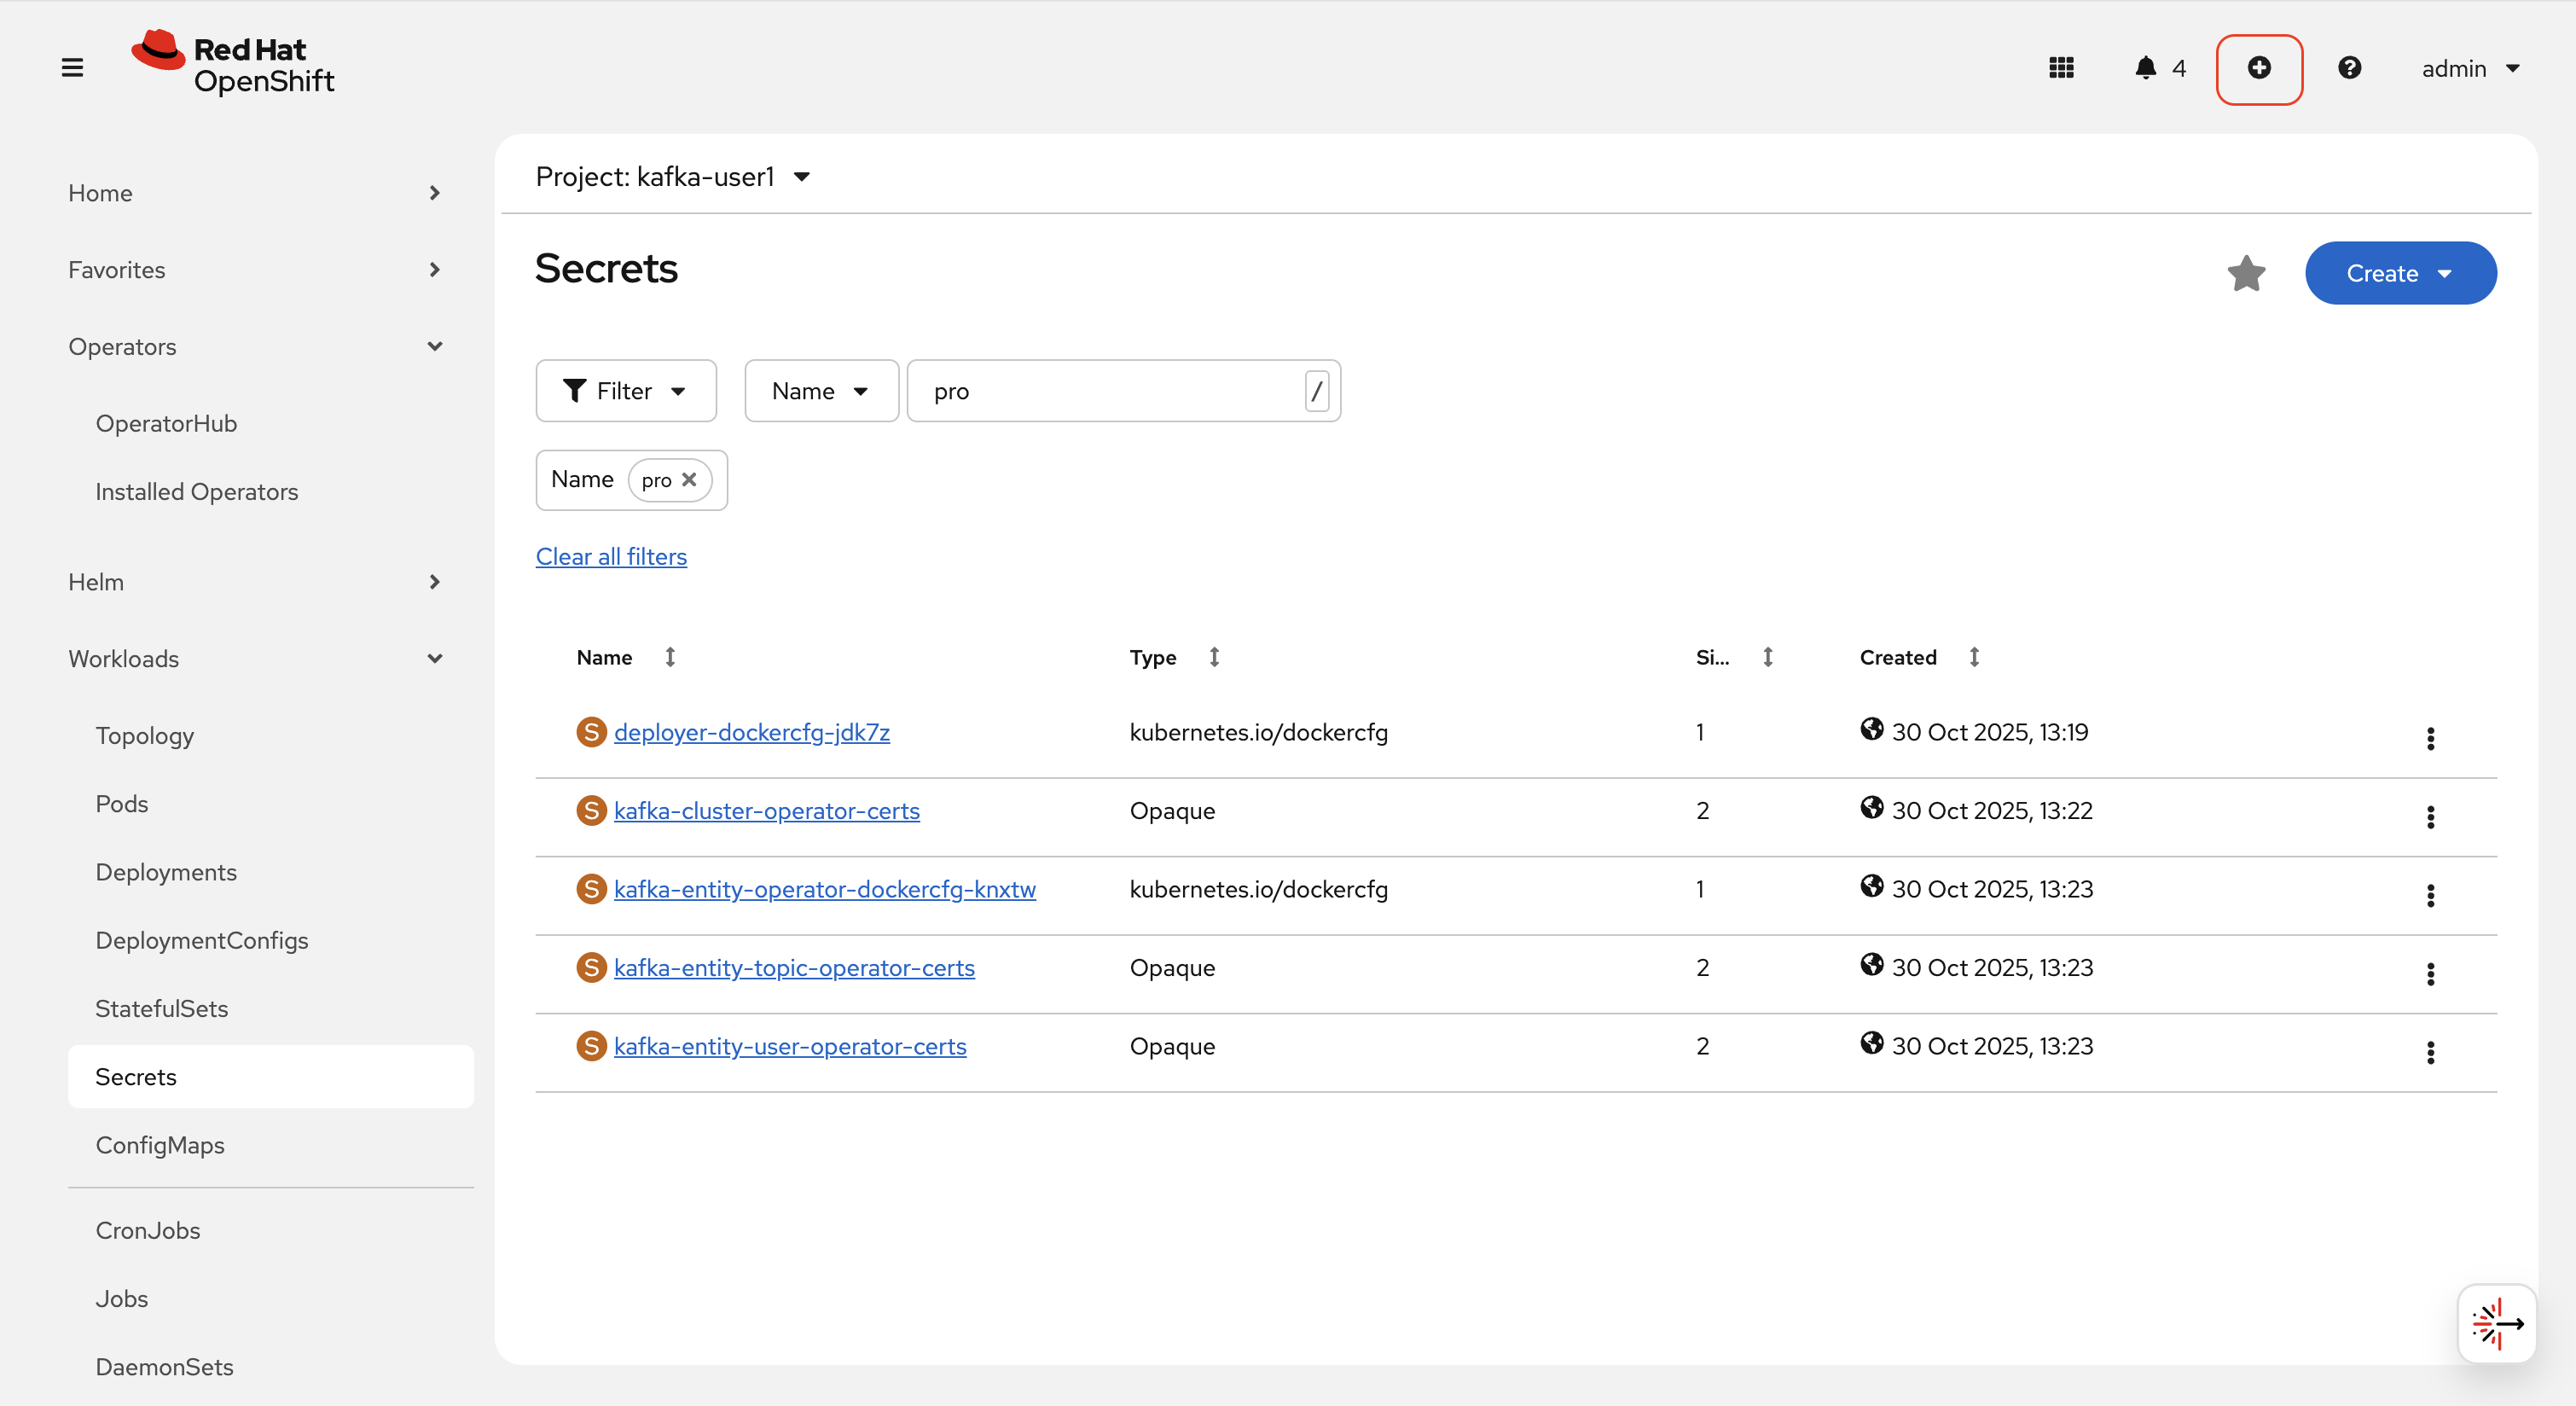 Red Hat
OpenShift
4
admin
Home
Favorites
Operators
OperatorHub
Installed Operators
Helm
Workloads
Topology
Pods
Deployments
DeploymentConfigs
StatefulSets
Secrets
ConfigMaps
CronJobs
Jobs
DaemonSets
Project: kafka-user1
Secrets
Create
Filter Name pro /
Name pro
Clear all filters
Name Type Si... Created
S deployer-dockercfg-jdk7z kubernetes.io/dockercfg 1 30 Oct 2025, 13:19
S kafka-cluster-operator-certs Opaque 2 30 Oct 2025, 13:22
S kafka-entity-operator-dockercfg-knxtw kubernetes.io/dockercfg 1 30 Oct 2025, 13:23
S kafka-entity-topic-operator-certs Opaque 2 30 Oct 2025, 13:23
S kafka-entity-user-operator-certs Opaque 2 30 Oct 2025, 13:23